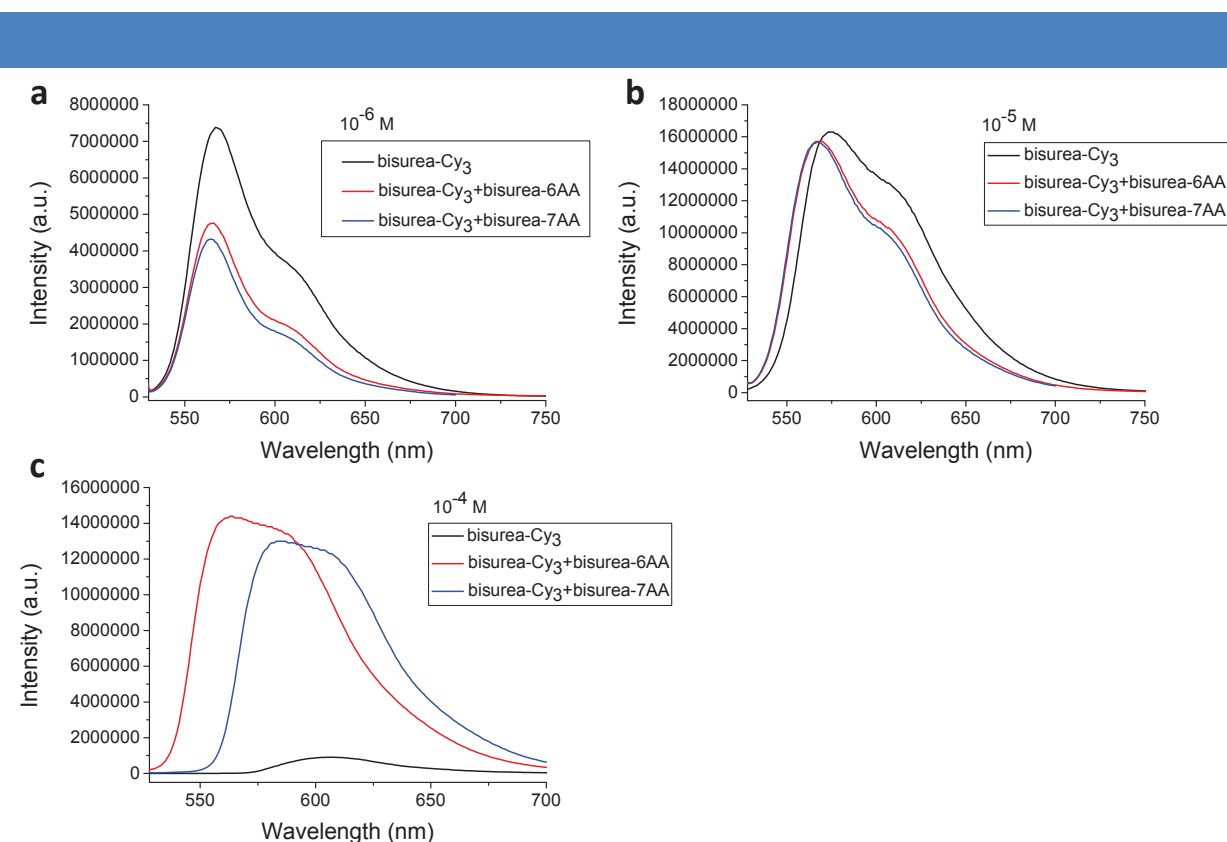 a
10⁻⁶ M
bisurea-Cy₃
bisurea-Cy₃+bisurea-6AA
bisurea-Cy₃+bisurea-7AA
8000000
7000000
6000000
5000000
4000000
3000000
2000000
1000000
0
Intensity (a.u.)
550 600 650 700 750
Wavelength (nm)
b
10⁻⁵ M
bisurea-Cy₃
bisurea-Cy₃+bisurea-6AA
bisurea-Cy₃+bisurea-7AA
18000000
16000000
14000000
12000000
10000000
8000000
6000000
4000000
2000000
0
Intensity (a.u.)
550 600 650 700 750
Wavelength (nm)
c
10⁻⁴ M
bisurea-Cy₃
bisurea-Cy₃+bisurea-6AA
bisurea-Cy₃+bisurea-7AA
16000000
14000000
12000000
10000000
8000000
6000000
4000000
2000000
0
Intensity (a.u.)
550 600 650 700
Wavelength (nm)